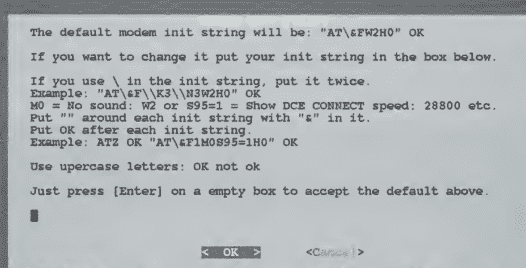 The default modem init string will be: "AT\&FW2H0" OK
If you want to change it put your init string in the box below.
If you use \ in the init string, put it twice.
Example: "AT\&F\\K3\\N3W2H0" OK
M0 = No sound: W2 or S95=1 = Show DCE CONNECT speed: 28800 etc.
Put "" around each init string with "&" in it.
Put OK after each init string.
Example: ATZ OK "AT\&F1M0S95=1H0" OK
Use upercase letters: OK not ok
Just press [Enter] on a empty box to accept the default above.
< OK > <Cancel>